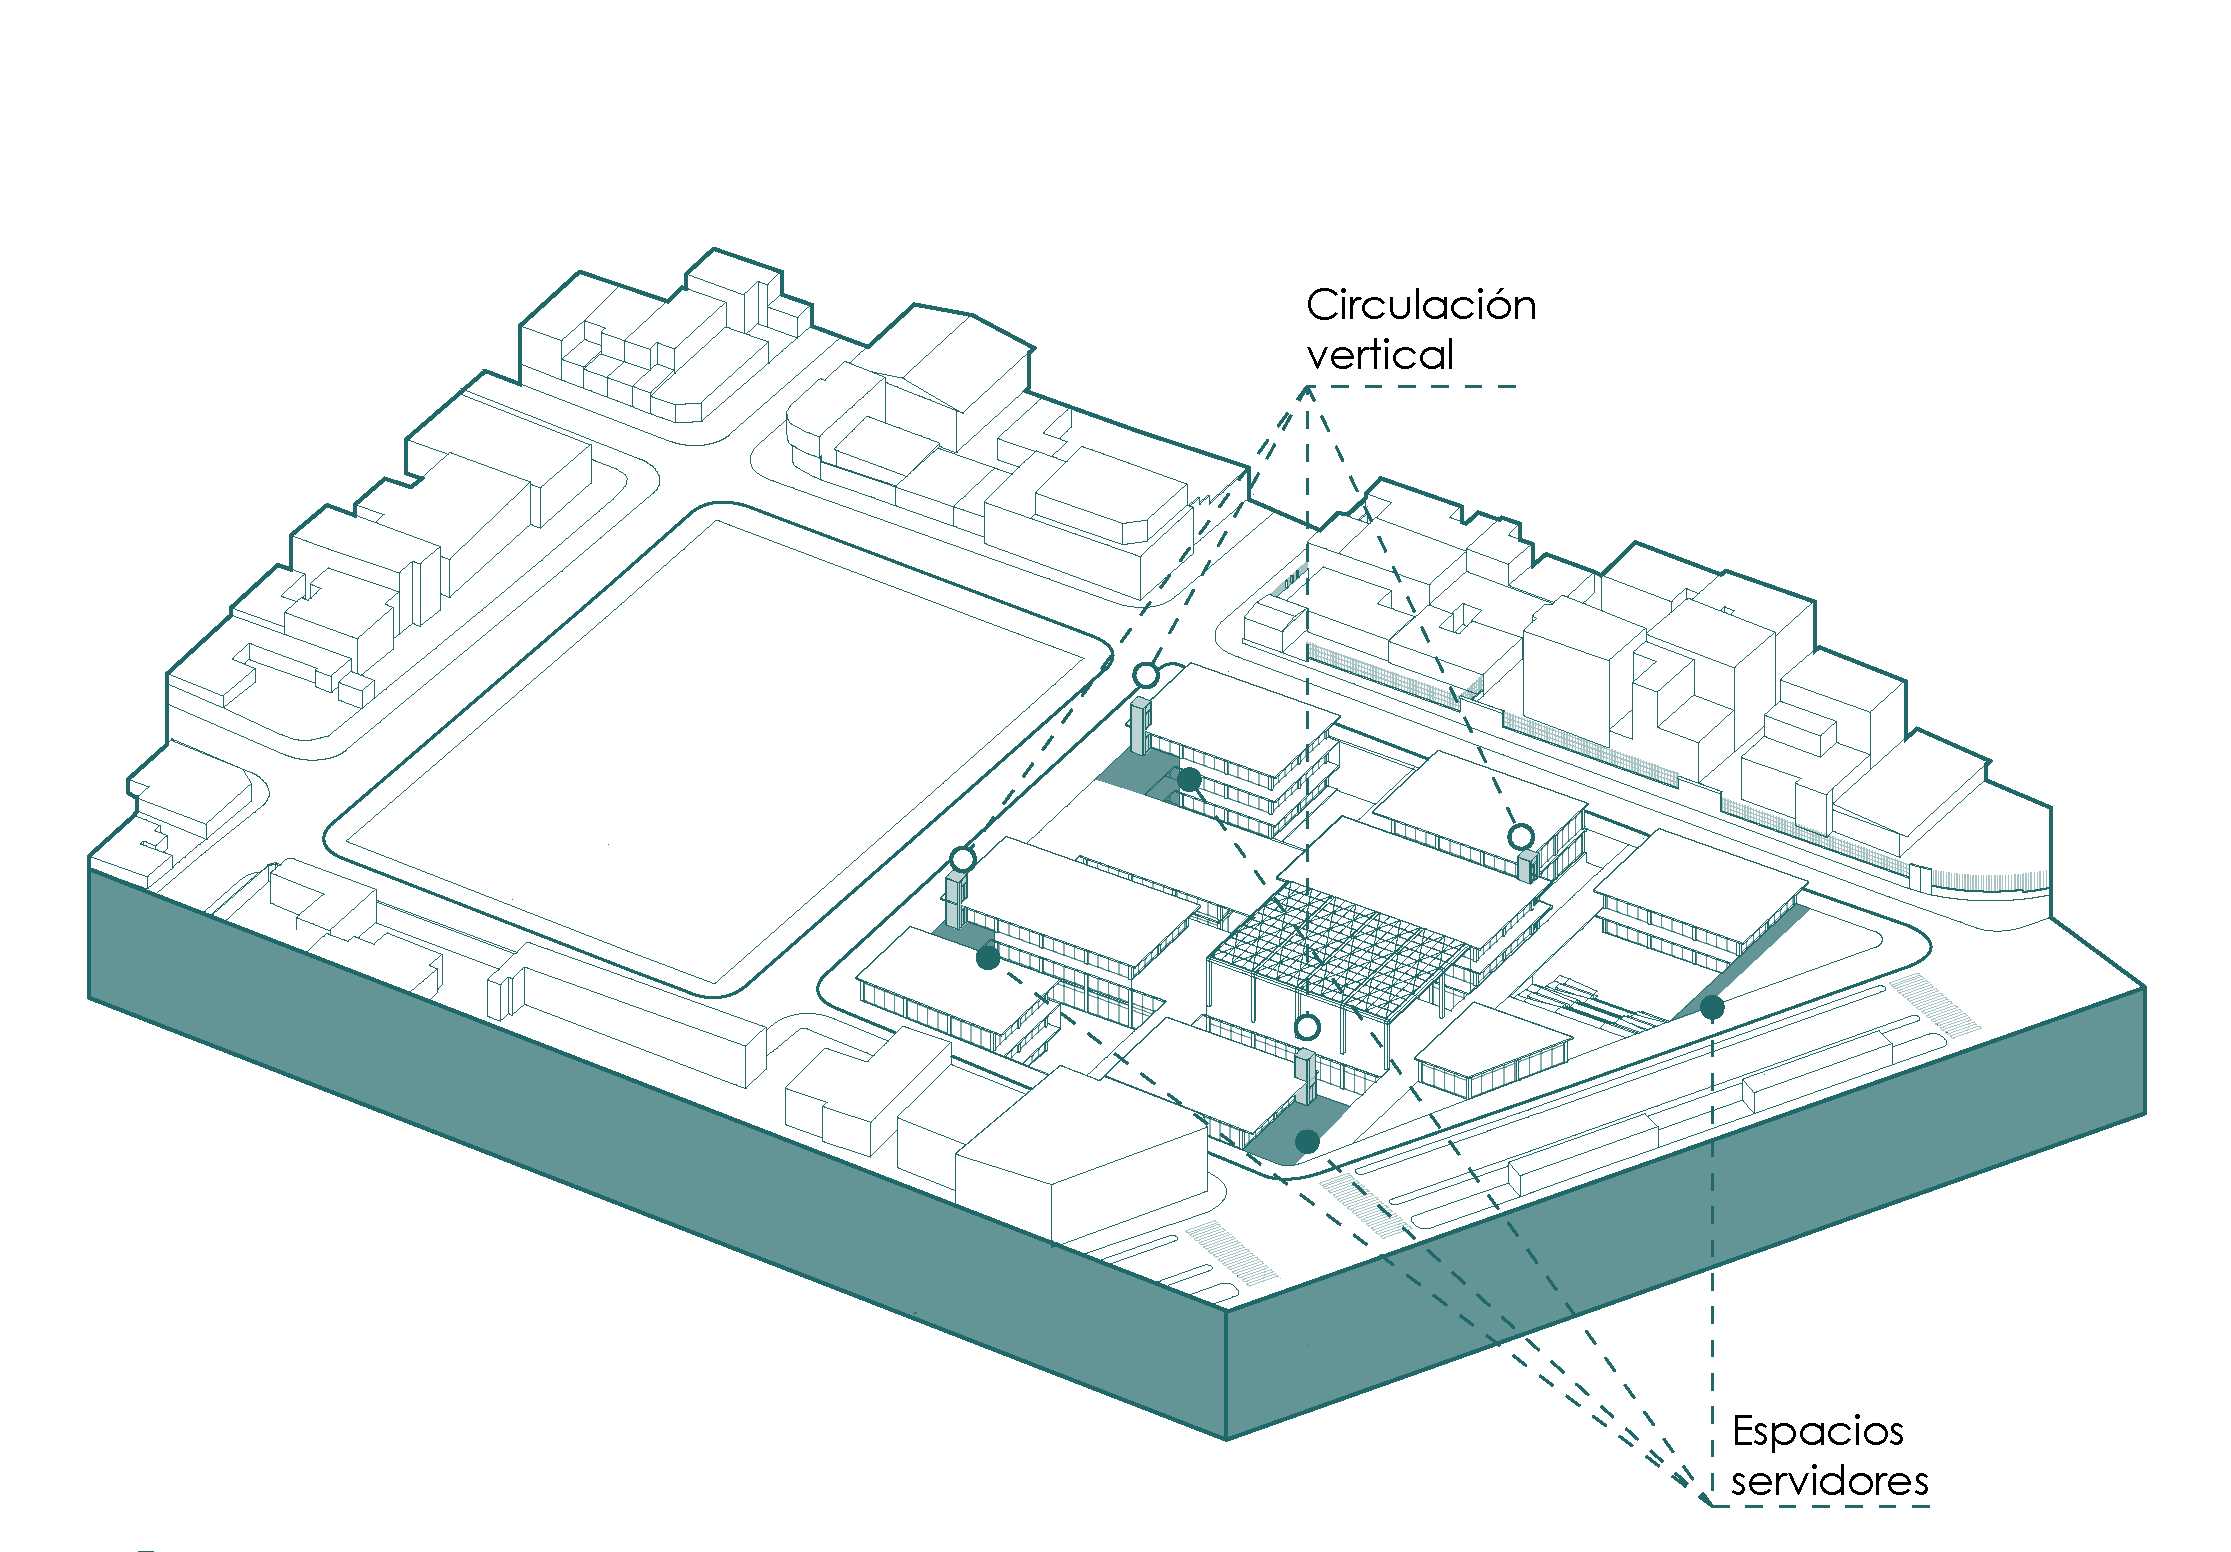 Circulación
vertical
Espacios
servidores